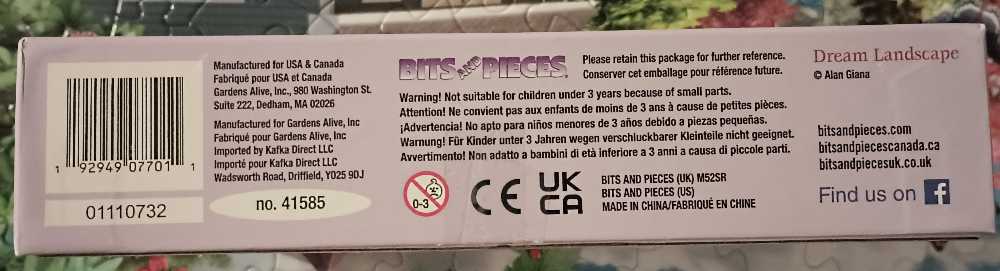 1 92949 07701 1
01110732
Manufactured for USA & Canada
Fabriqué pour USA et Canada
Gardens Alive, Inc., 980 Washington St.
Suite 222, Dedham, MA 02026
Manufactured for Gardens Alive, Inc
Fabriqué pour Gardens Alive, Inc
Imported by Kafka Direct LLC
Importé pour Kafka Direct LLC
Wadsworth Road, Driffield, YO25 9DJ
no. 41585
BITS AND PIECES
Please retain this package for further reference.
Conserver cet emballage pour référence future.
Warning! Not suitable for children under 3 years because of small parts.
Attention! Ne convient pas aux enfants de moins de 3 ans à cause de petites pièces.
¡Advertencia! No apto para niños menores de 3 años debido a piezas pequeñas.
Warnung! Für Kinder unter 3 Jahren wegen verschluckbarer Kleinteile nicht geeignet.
Avvertimento! Non adatto a bambini di età inferiore a 3 anni a causa di piccole parti.
0-3
CE
UK
CA
BITS AND PIECES (UK) M52SR
BITS AND PIECES (US)
MADE IN CHINA/FABRIQUÉ EN CHINE
Dream Landscape
© Alan Giana
bitsandpieces.com
bitsandpiecescanada.ca
bitsandpiecesuk.co.uk
Find us on f